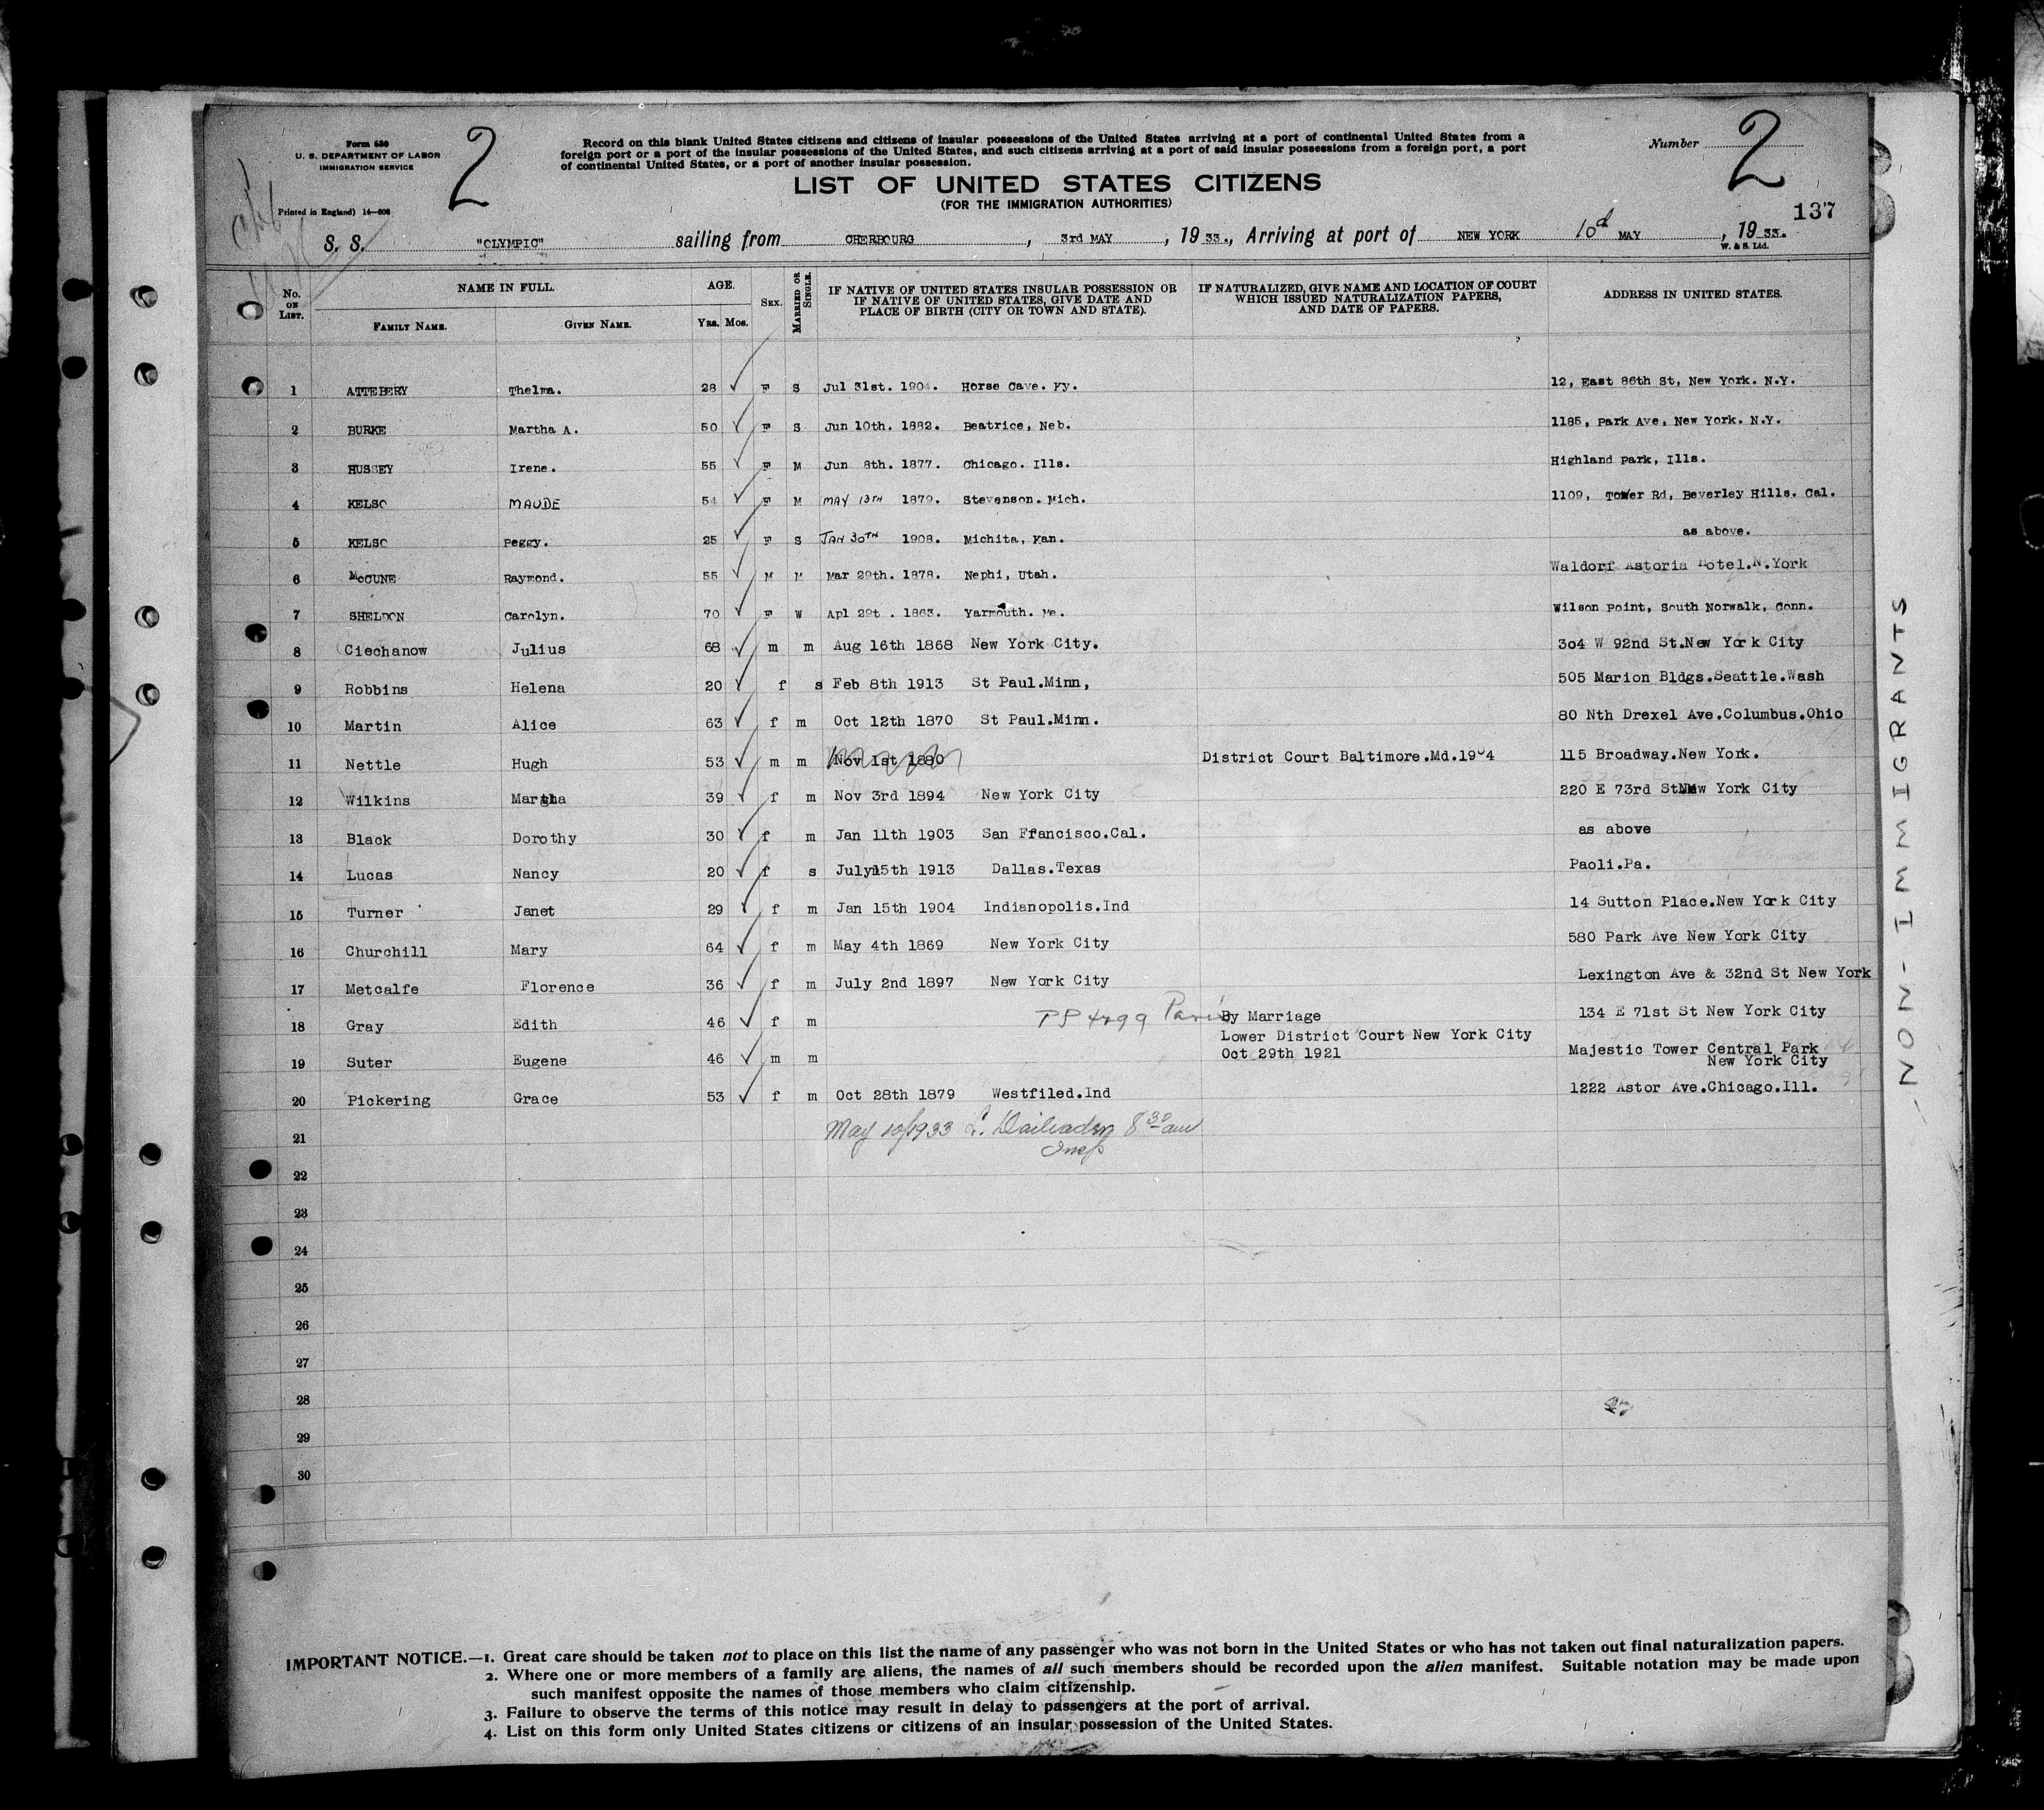 Form 630
U. S. DEPARTMENT OF LABOR
IMMIGRATION SERVICE
2
Record on this blank United States citizens and citizens of insular possessions of the United States arriving at a port of continental United States from a
foreign port or a port of the insular possessions of the United States, and such citizens arriving at a port of said insular possessions from a foreign port, a port
of continental United States, or a port of another insular possession.
Number 2
LIST OF UNITED STATES CITIZENS
(FOR THE IMMIGRATION AUTHORITIES)
Printed in England) 14-606
137
S. S. "OLYMPIC" sailing from CHERBOURG, 3rd MAY, 1933., Arriving at port of NEW YORK 10d MAY, 1933.
W. & S. Ltd.
No. ON LIST. NAME IN FULL. AGE. SEX. MARRIED OR SINGLE. IF NATIVE OF UNITED STATES INSULAR POSSESSION OR IF NATIVE OF UNITED STATES, GIVE DATE AND PLACE OF BIRTH (CITY OR TOWN AND STATE). IF NATURALIZED, GIVE NAME AND LOCATION OF COURT WHICH ISSUED NATURALIZATION PAPERS, AND DATE OF PAPERS. ADDRESS IN UNITED STATES.
FAMILY NAME. GIVEN NAME. YRS. MOS.
1 ATTEBERY Thelma. 28 F S Jul 31st. 1904. Horse Cave. Ky. 12, East 86th St, New York. N.Y.
2 BURKE Martha A. 50 F S Jun 10th. 1882. Beatrice, Neb. 1185, Park Ave, New York. N.Y.
3 HUSSEY Irene. 55 F M Jun 8th. 1877. Chicago. Ills. Highland Park, Ills.
4 KELSO MAUDE 54 F M MAY 13TH 1879. Stevenson. Mich. 1109, Tower Rd, Beverley Hills. Cal.
5 KELSO Peggy. 25 F S JAN 30TH 1908. Michita, Kan. as above.
6 McCUNE Raymond. 55 M M Mar 29th. 1878. Nephi, Utah. Waldorf Astoria Hotel.N.York
7 SHELDON Carolyn. 70 F W Apl 29t . 1863. Yarmouth. Me. Wilson Point, South Norwalk, Conn.
8 Ciechanow Julius 68 m m Aug 16th 1868 New York City. 304 W 92nd St.New York City
9 Robbins Helena 20 f s Feb 8th 1913 St Paul.Minn, 505 Marion Bldgs.Seattle.Wash
10 Martin Alice 63 f m Oct 12th 1870 St Paul.Minn. 80 Nth Drexel Ave.Columbus.Ohio
11 Nettle Hugh 53 m m Nov 1st 1880 District Court Baltimore.Md.1904 115 Broadway.New York.
12 Wilkins Martha 39 f m Nov 3rd 1894 New York City 220 E 73rd St New York City
13 Black Dorothy 30 f m Jan 11th 1903 San Francisco.Cal. as above
14 Lucas Nancy 20 f s July 15th 1913 Dallas.Texas Paoli.Pa.
15 Turner Janet 29 f m Jan 15th 1904 Indianopolis.Ind 14 Sutton Place.New York City
16 Churchill Mary 64 f m May 4th 1869 New York City 580 Park Ave New York City
17 Metcalfe Florence 36 f m July 2nd 1897 New York City Lexington Ave & 32nd St New York
18 Gray Edith 46 f m PP 4299 Paris By Marriage 134 E 71st St New York City
Lower District Court New York City
19 Suter Eugene 46 m m Oct 29th 1921 Majestic Tower Central Park
New York City
20 Pickering Grace 53 f m Oct 28th 1879 Westfiled.Ind 1222 Astor Ave.Chicago.Ill.
21 May 10/1933 8 30 am
Insp
22
23
24
25
26
27
28
29
30
NON-IMMIGRANTS
IMPORTANT NOTICE.—1. Great care should be taken not to place on this list the name of any passenger who was not born in the United States or who has not taken out final naturalization papers.
2. Where one or more members of a family are aliens, the names of all such members should be recorded upon the alien manifest. Suitable notation may be made upon
such manifest opposite the names of those members who claim citizenship.
3. Failure to observe the terms of this notice may result in delay to passengers at the port of arrival.
4. List on this form only United States citizens or citizens of an insular possession of the United States.